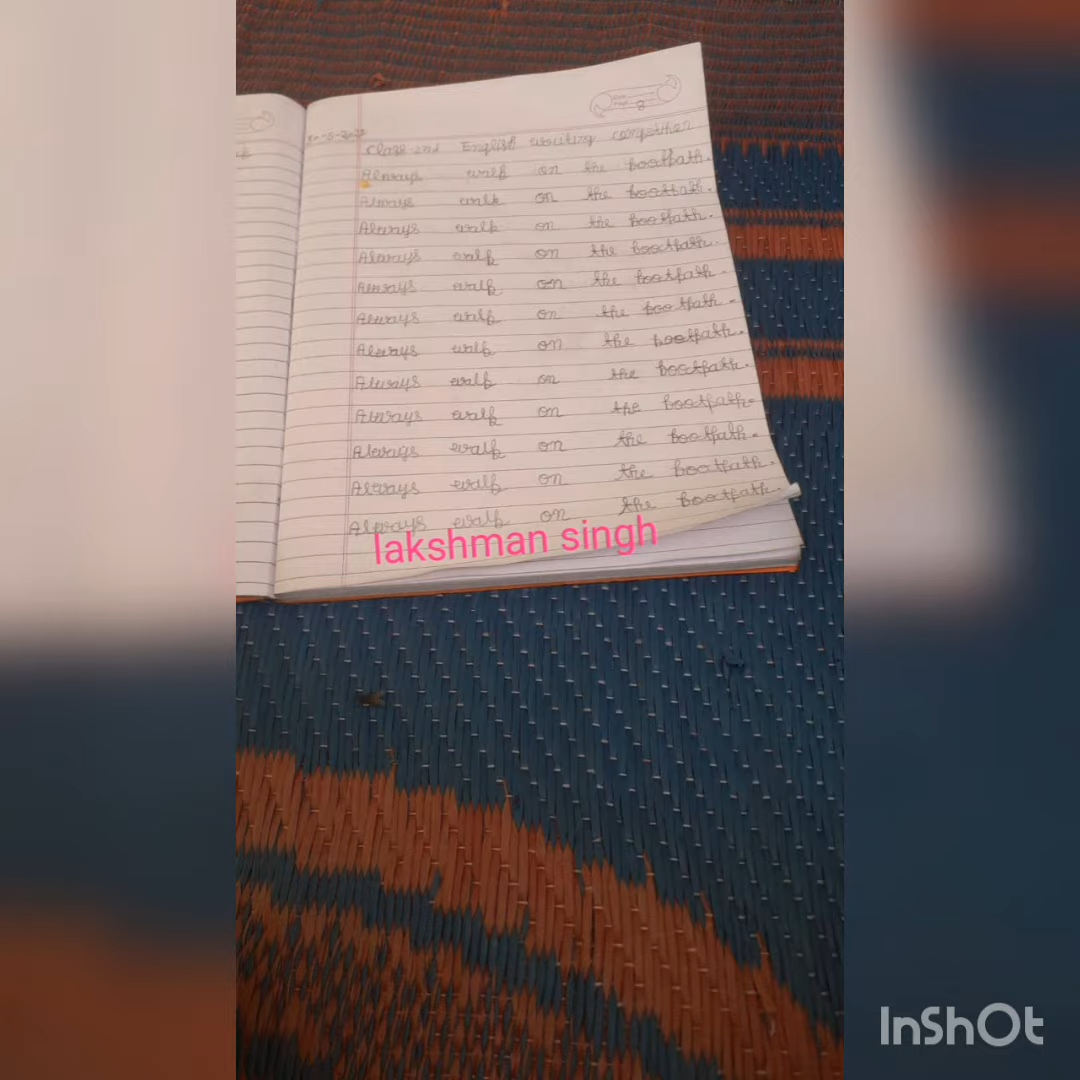 8
Class-2nd English writing competition
Always walk on the footpath.
Always walk on the footpath.
Always walk on the footpath.
Always walk on the footpath.
Always walk on the footpath.
Always walk on the footpath.
Always walk on the footpath.
Always walk on the footpath.
Always walk on the footpath.
Always walk on the footpath.
Always walk on the footpath.
Always walk on the footpath.
lakshman singh
InShOt